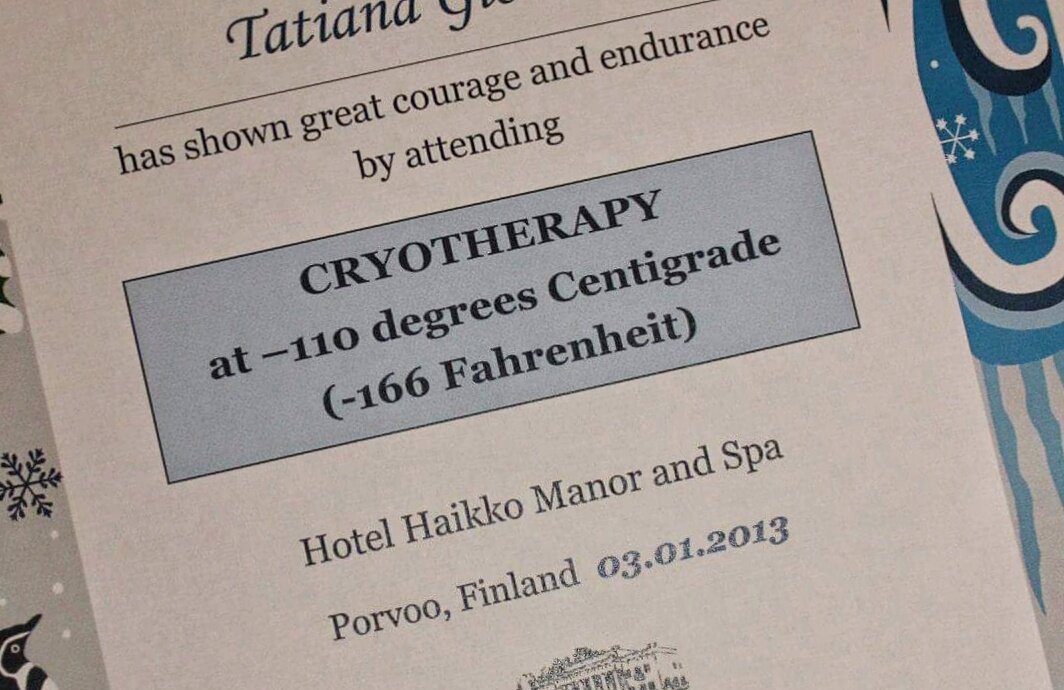 Tatiana
has shown great courage and endurance
by attending
CRYOTHERAPY
at –110 degrees Centigrade
(-166 Fahrenheit)
Hotel Haikko Manor and Spa
Porvoo, Finland 03.01.2013